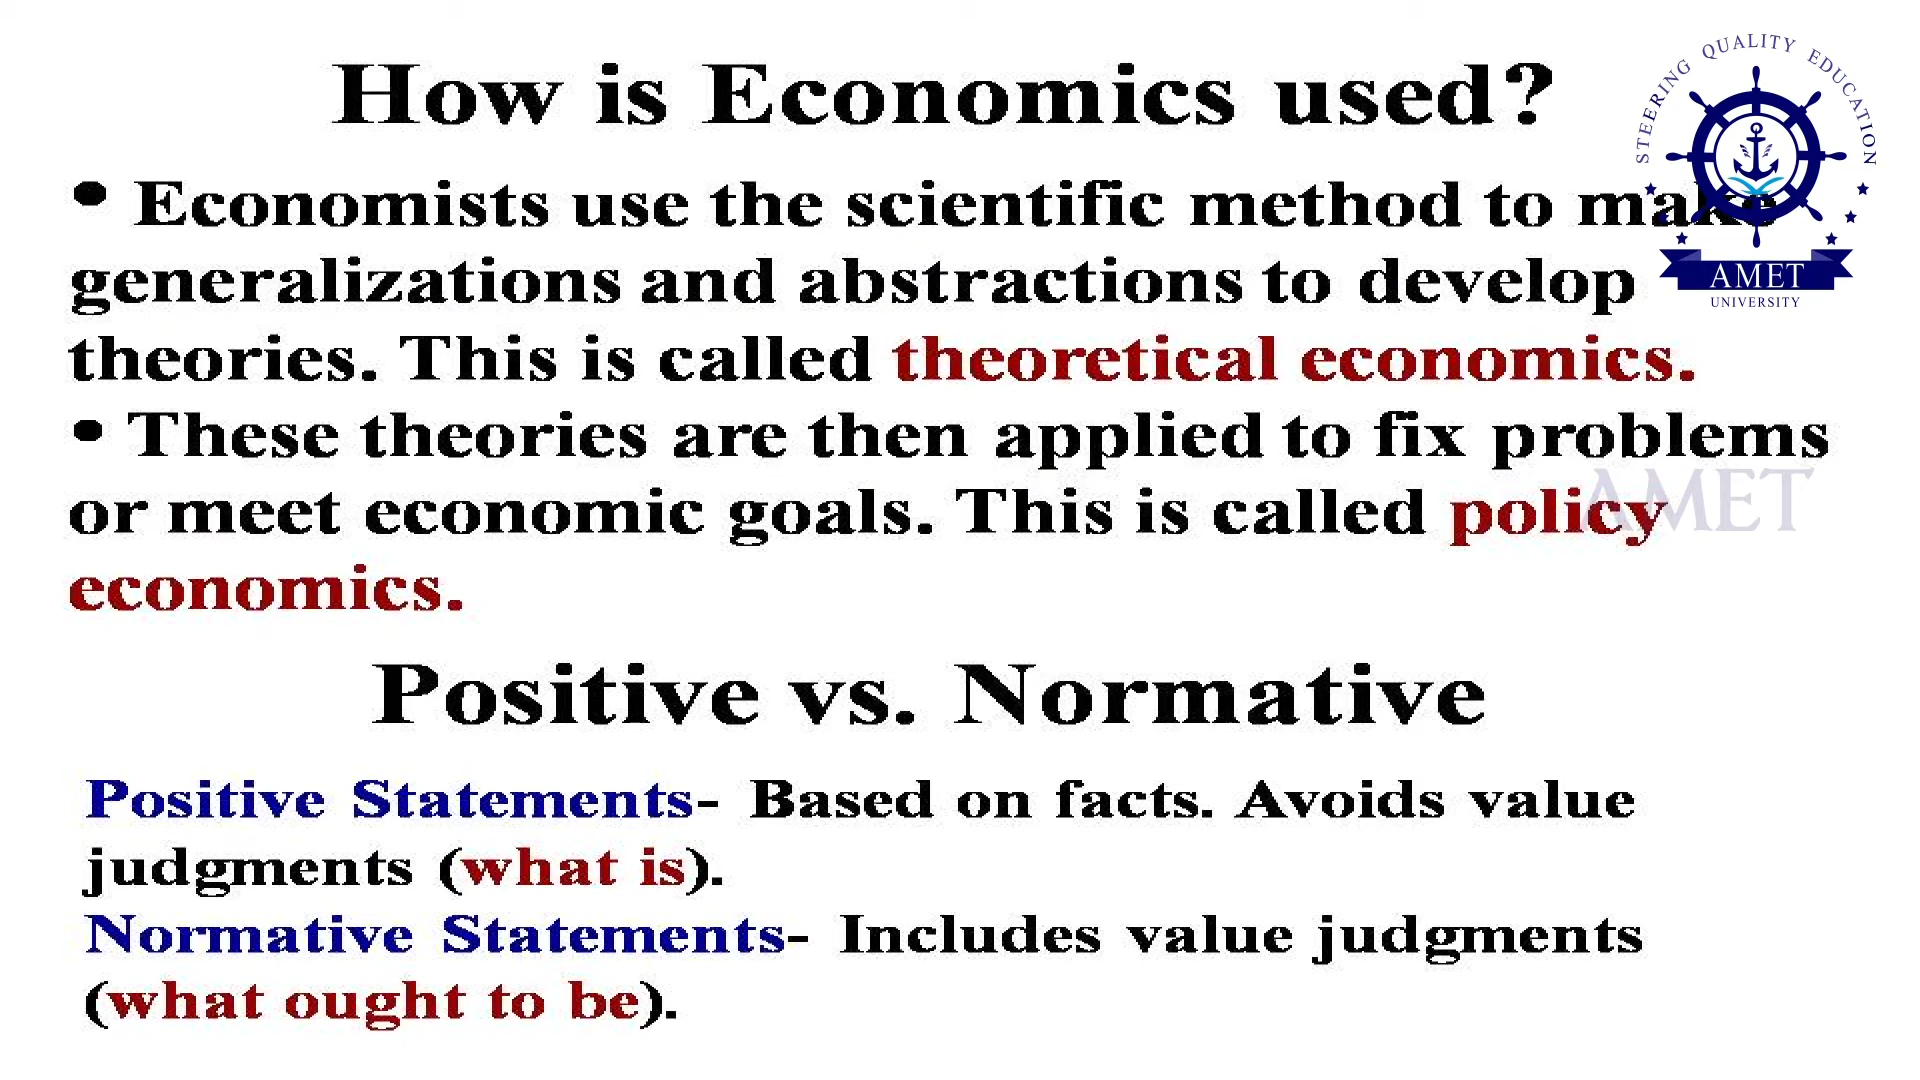 How is Economics used?
STEERING QUALITY EDUCATION
• Economists use the scientific method to make
generalizations and abstractions to develop
AMET
UNIVERSITY
theories. This is called theoretical economics.
• These theories are then applied to fix problems
or meet economic goals. This is called policy
AMET
economics.
Positive vs. Normative
Positive Statements- Based on facts. Avoids value
judgments (what is).
Normative Statements- Includes value judgments
(what ought to be).